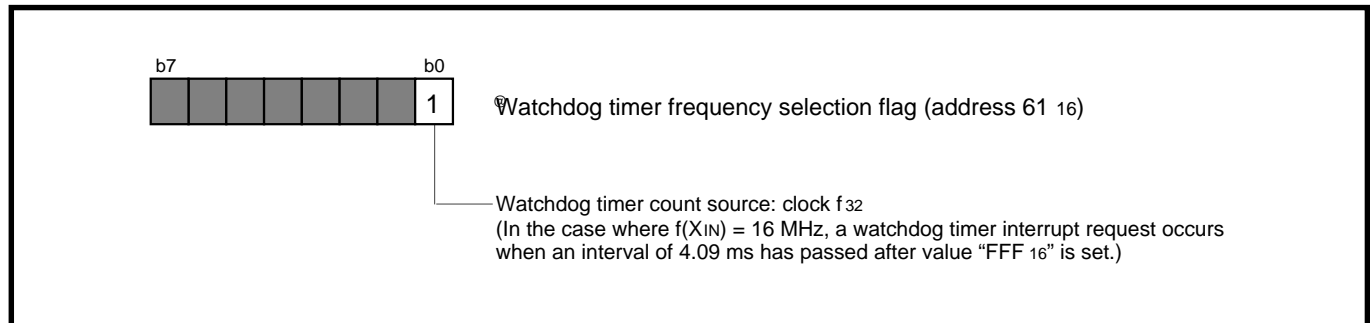 b7 b0
1
Watchdog timer frequency selection flag (address 61 16)
Watchdog timer count source: clock f32
(In the case where f(XIN) = 16 MHz, a watchdog timer interrupt request occurs
when an interval of 4.09 ms has passed after value “FFF 16” is set.)